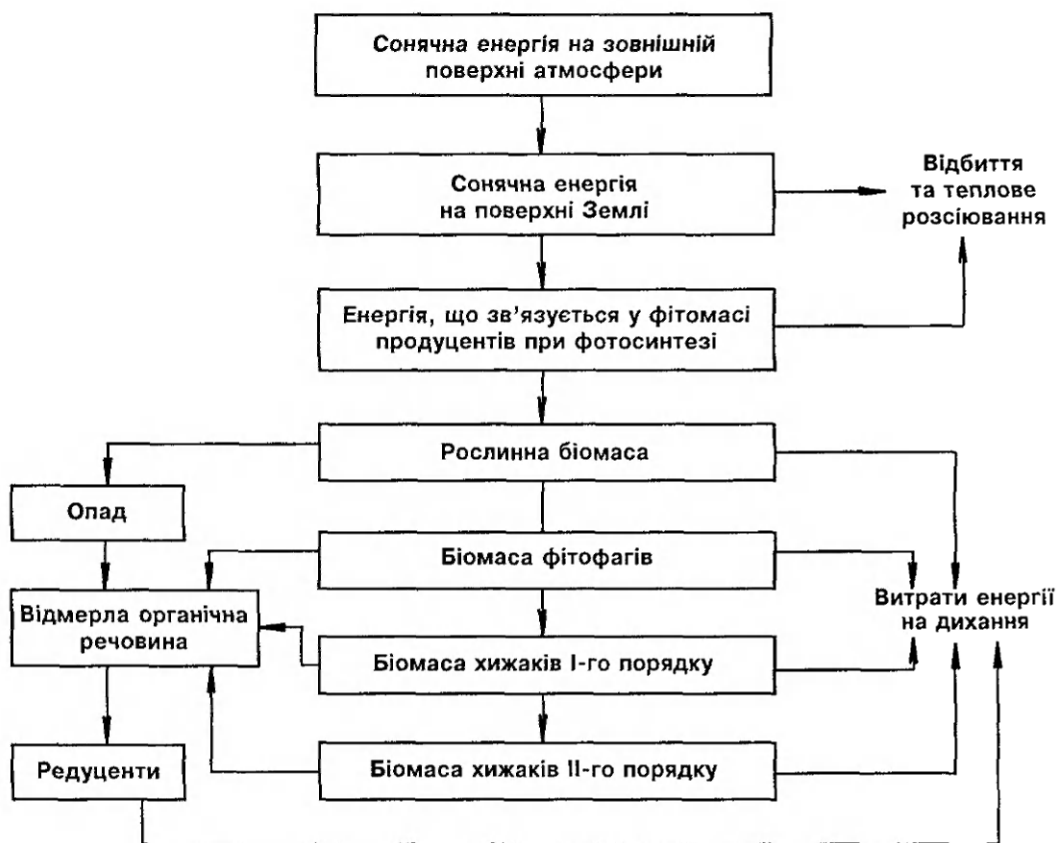 Сонячна енергія на зовнішній
поверхні атмосфери
Сонячна енергія
на поверхні Землі
Відбиття
та теплове
розсіювання
Енергія, що зв’язується у фітомасі
продуцентів при фотосинтезі
Рослинна біомаса
Опад
Біомаса фітофагів
Відмерла органічна
речовина
Витрати енергії
на дихання
Біомаса хижаків I-го порядку
Редуценти
Біомаса хижаків II-го порядку